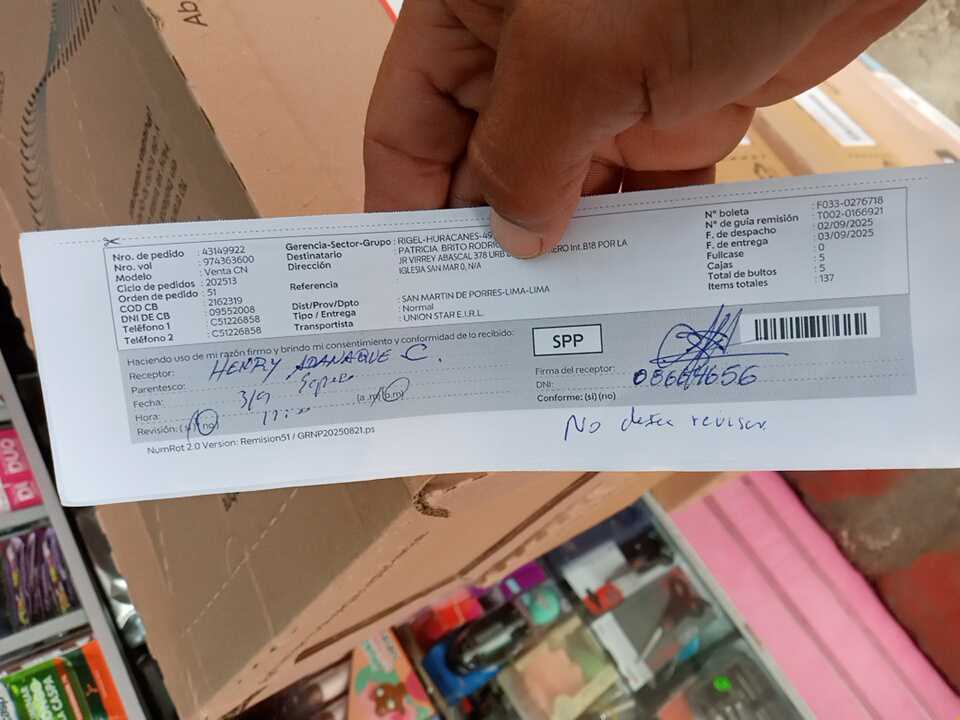 Nro. de pedido : 43149922
Nro. vol : 974363600
Modelo : Venta CN
Ciclo de pedidos : 202513
Orden de pedido : 51
COD CB : 2162319
DNI DE CB : 09552008
Teléfono 1 : C51226858
Teléfono 2 : C51226858
Gerencia-Sector-Grupo : RIGEL-HURACANES-
Destinatario : PATRICIA BRITO
Dirección : JR VIRREY ABASCAL 378 URB Int.B18 POR LA
IGLESIA SAN MAR 0, N/A
Referencia :
Dist/Prov/Dpto : SAN MARTIN DE PORRES-LIMA-LIMA
Tipo / Entrega : Normal
Transportista : UNION STAR E.I.R.L.
N° boleta : F033-0276718
N° de guía remisión : T002-0166921
F. de despacho : 02/09/2025
F. de entrega : 03/09/2025
Fullcase : 0
Cajas : 5
Total de bultos : 5
Items totales : 137
Haciendo uso de mi razón firmo y brindo mi consentimiento y conformidad de lo recibido:
Receptor: HENRY C.
Parentesco:
Fecha: 3/9
Hora: (a.m)(p.m)
Revisión: (si)(no)
SPP
Firma del receptor:
DNI:
Conforme: (si) (no)
No desea revisar
NumRot 2.0 Version: Remision51 / GRNP20250821.ps